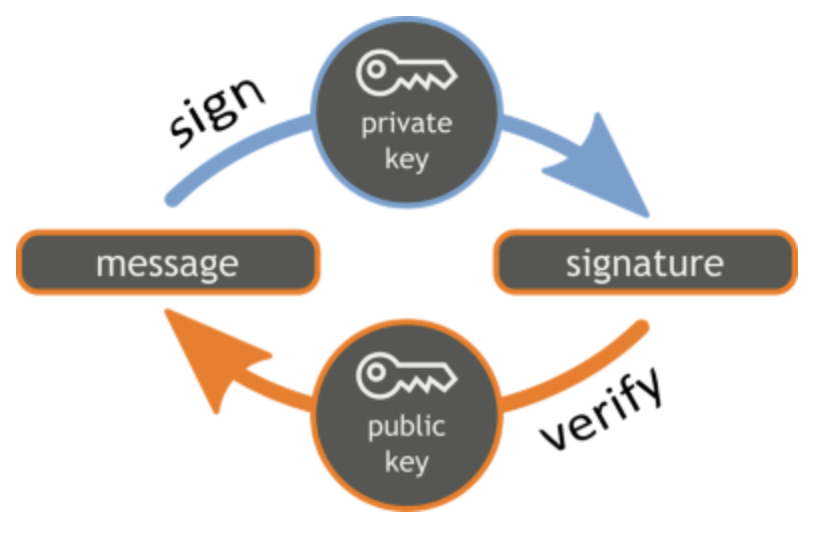 sign
private
key
message
signature
public
key
verify